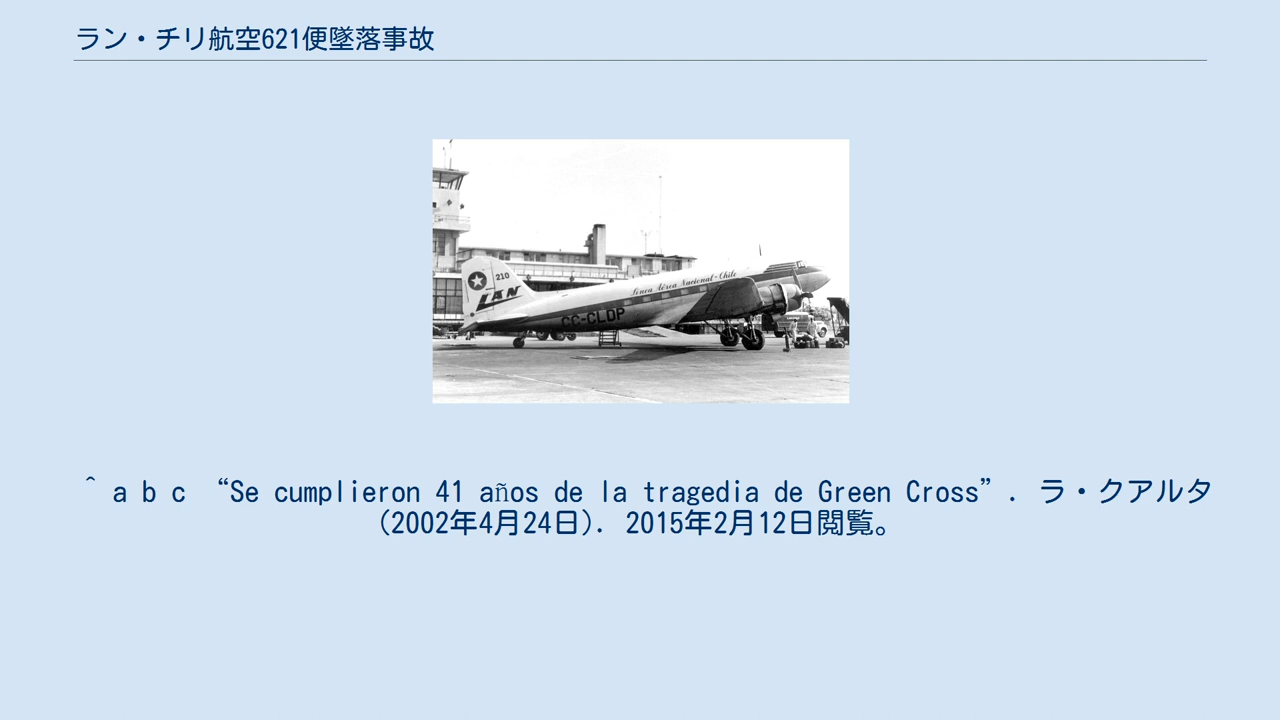 ラン・チリ航空621便墜落事故
210
LAN
Línea Aérea Nacional-Chile
CC-CLDP
^ a b c “Se cumplieron 41 años de la tragedia de Green Cross”. ラ・クアルタ
(2002年4月24日). 2015年2月12日閲覧。